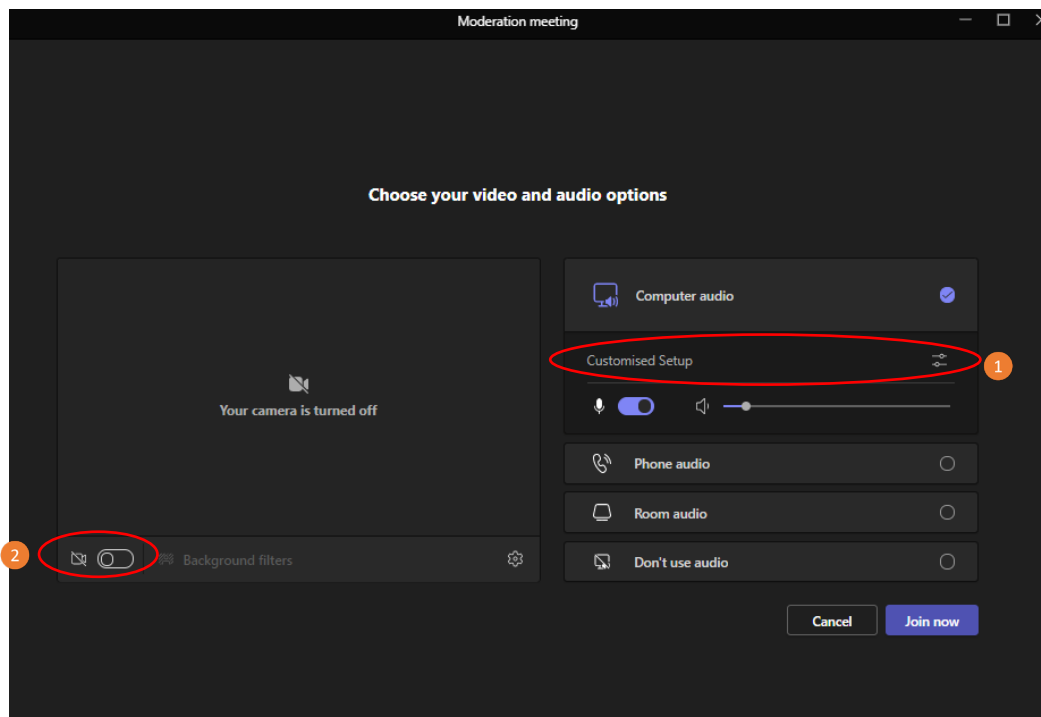 Moderation meeting
Choose your video and audio options
Your camera is turned off
2
Background filters
Computer audio
Customised Setup
1
Phone audio
Room audio
Don't use audio
Cancel
Join now